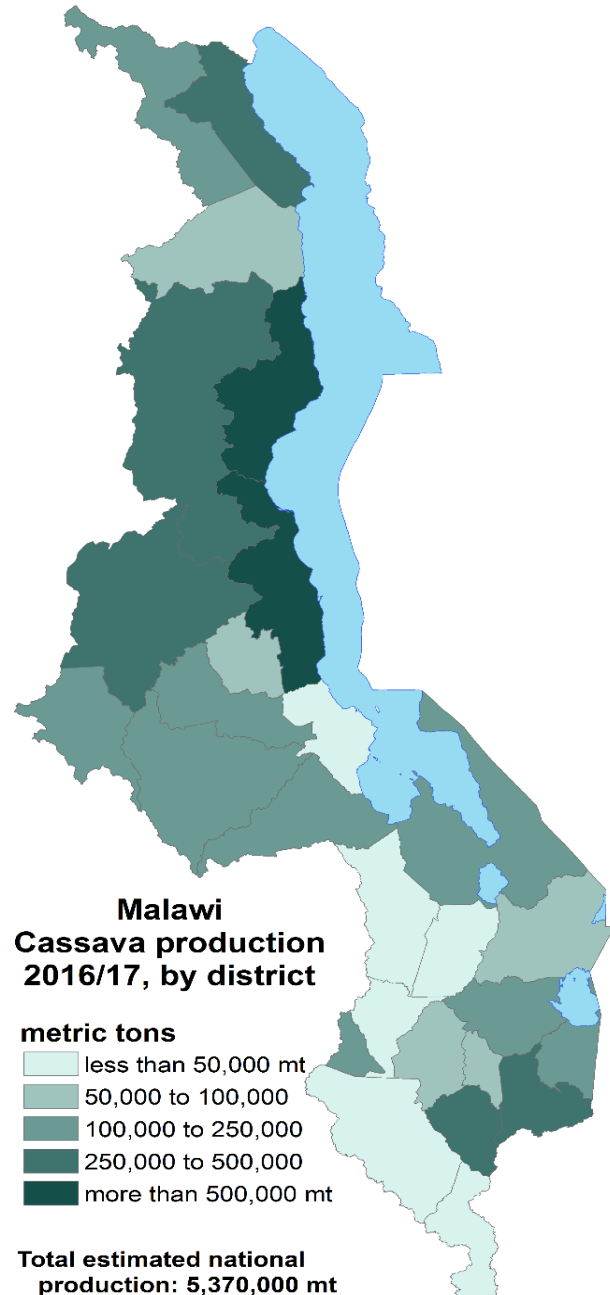 Malawi
Cassava production
2016/17, by district
metric tons
less than 50,000 mt
50,000 to 100,000
100,000 to 250,000
250,000 to 500,000
more than 500,000 mt
Total estimated national
production: 5,370,000 mt